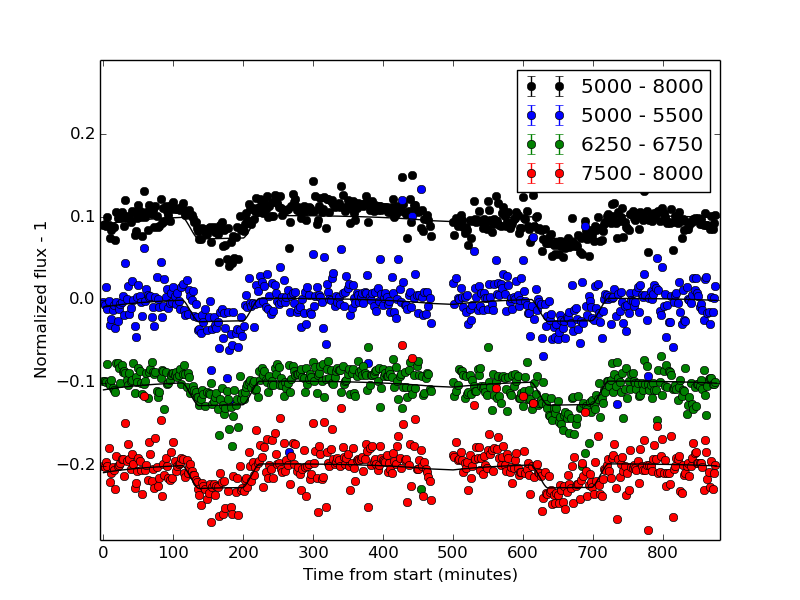 5000 - 8000
5000 - 5500
6250 - 6750
7500 - 8000
0.2
0.1
0.0
−0.1
−0.2
Normalized flux - 1
0 100 200 300 400 500 600 700 800
Time from start (minutes)